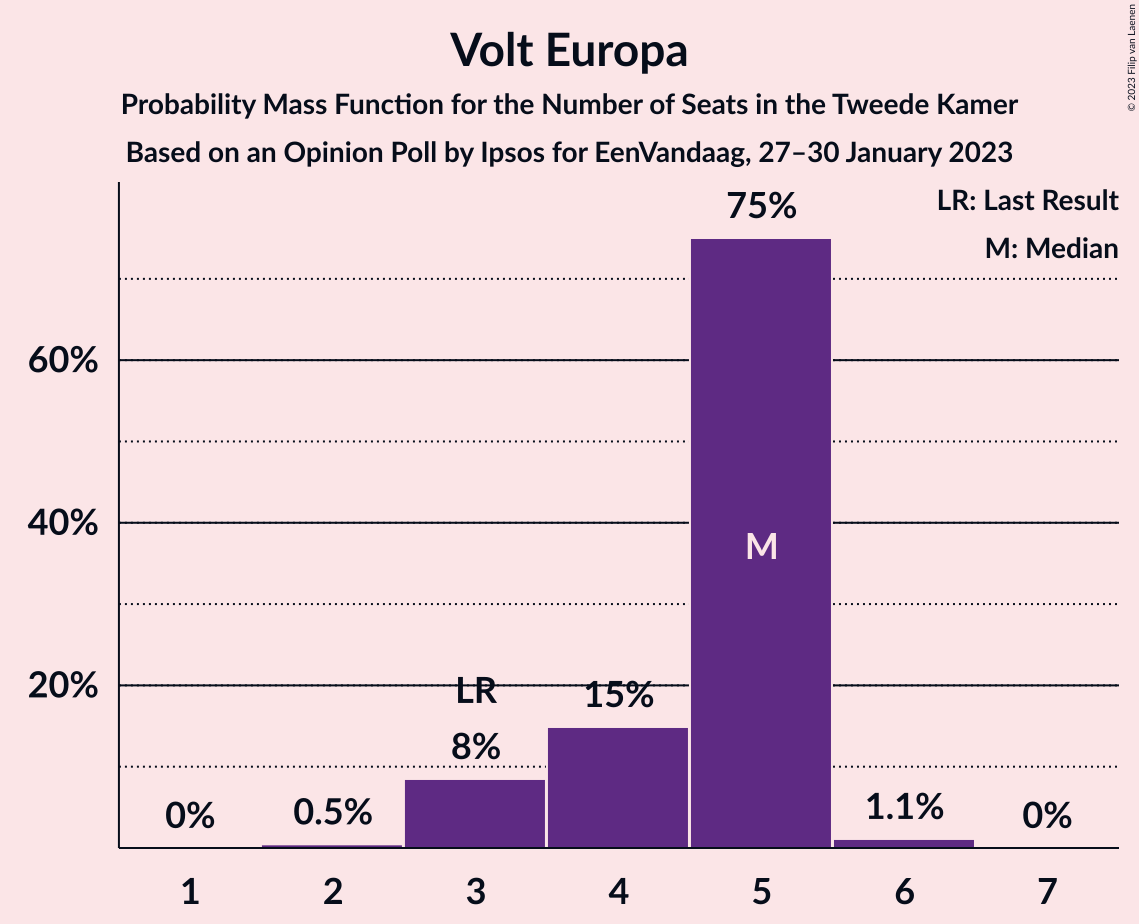 Volt Europa
Probability Mass Function for the Number of Seats in the Tweede Kamer
Based on an Opinion Poll by Ipsos for EenVandaag, 27–30 January 2023
© 2023 Filip van Laenen
LR: Last Result
M: Median
75%
60%
40%
M
20%
LR
15%
8%
0%
0.5%
1.1%
0%
1 2 3 4 5 6 7